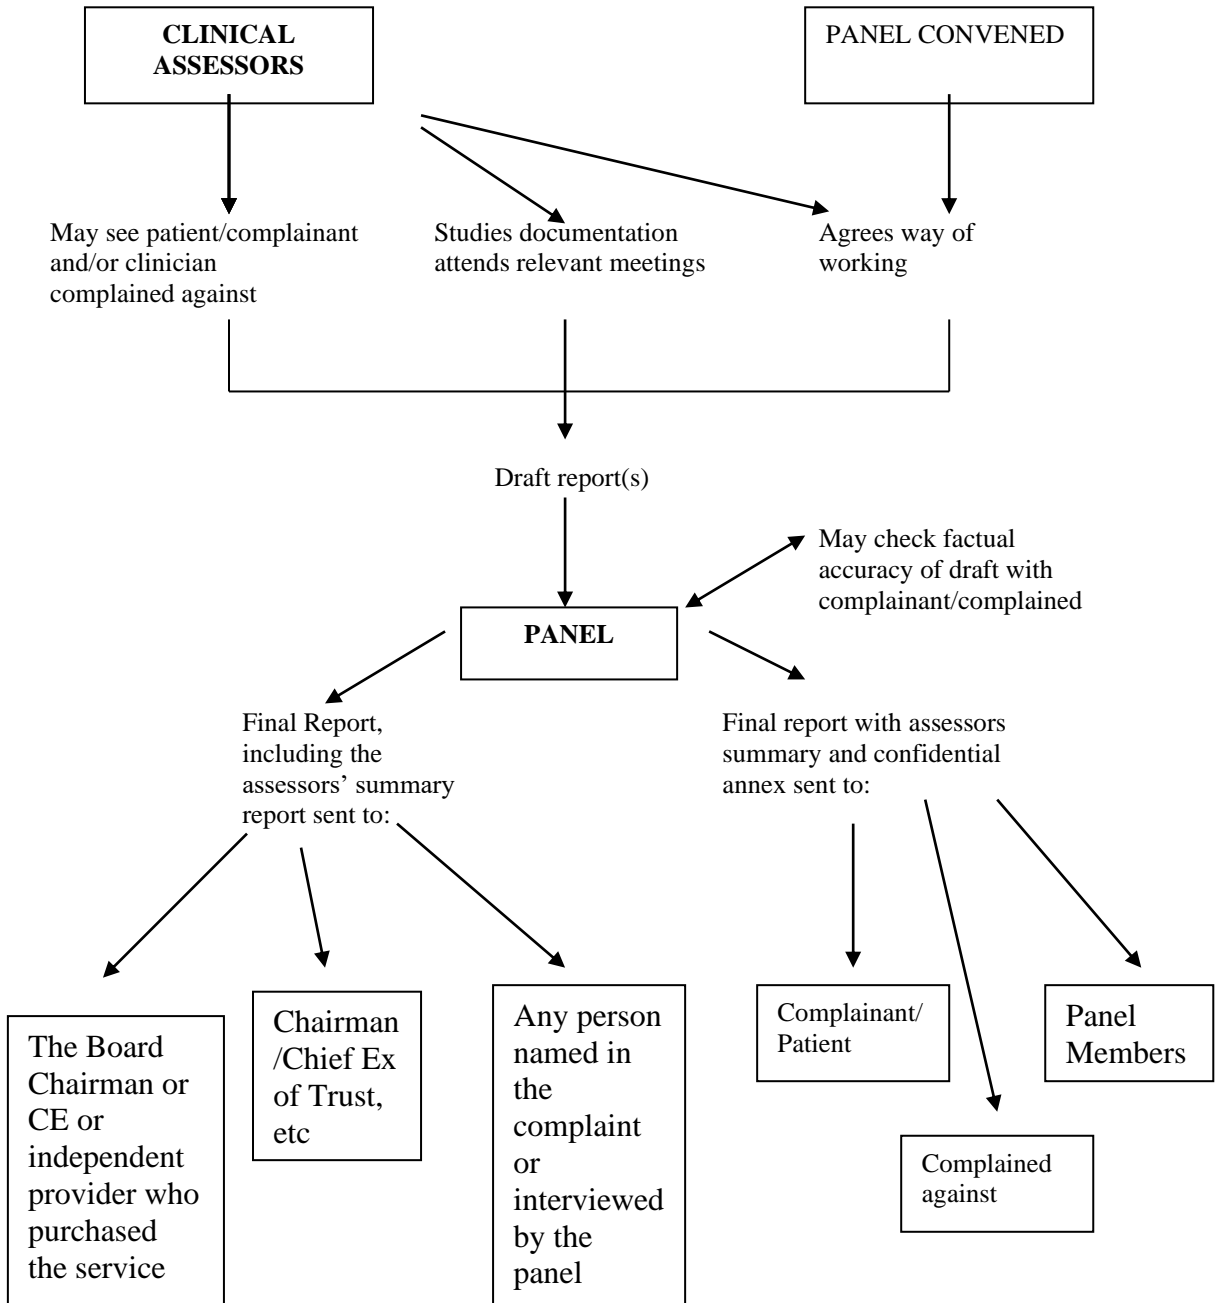 CLINICAL
ASSESSORS
PANEL CONVENED
May see patient/complainant
and/or clinician
complained against
Studies documentation
attends relevant meetings
Agrees way of
working
Draft report(s)
May check factual
accuracy of draft with
complainant/complained
PANEL
Final Report,
including the
assessors’ summary
report sent to:
Final report with assessors
summary and confidential
annex sent to:
The Board
Chairman or
CE or
independent
provider who
purchased
the service
Chairman
/Chief Ex
of Trust,
etc
Any person
named in
the
complaint
or
interviewed
by the
panel
Complainant/
Patient
Complained
against
Panel
Members